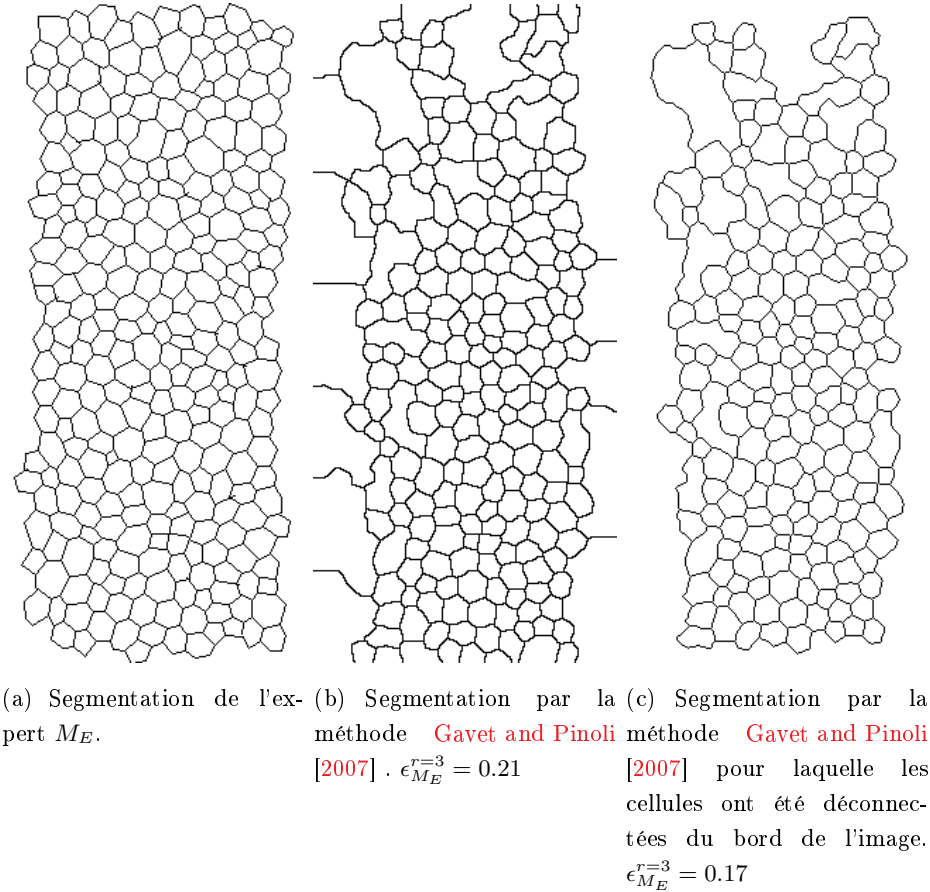 (a) Segmentation de l'ex-
pert M_E.
(b) Segmentation par la
méthode Gavet and Pinoli
[2007] . ϵ^{r=3}_{M_E} = 0.21
(c) Segmentation par la
méthode Gavet and Pinoli
[2007] pour laquelle les
cellules ont été déconnec-
tées du bord de l'image.
ϵ^{r=3}_{M_E} = 0.17